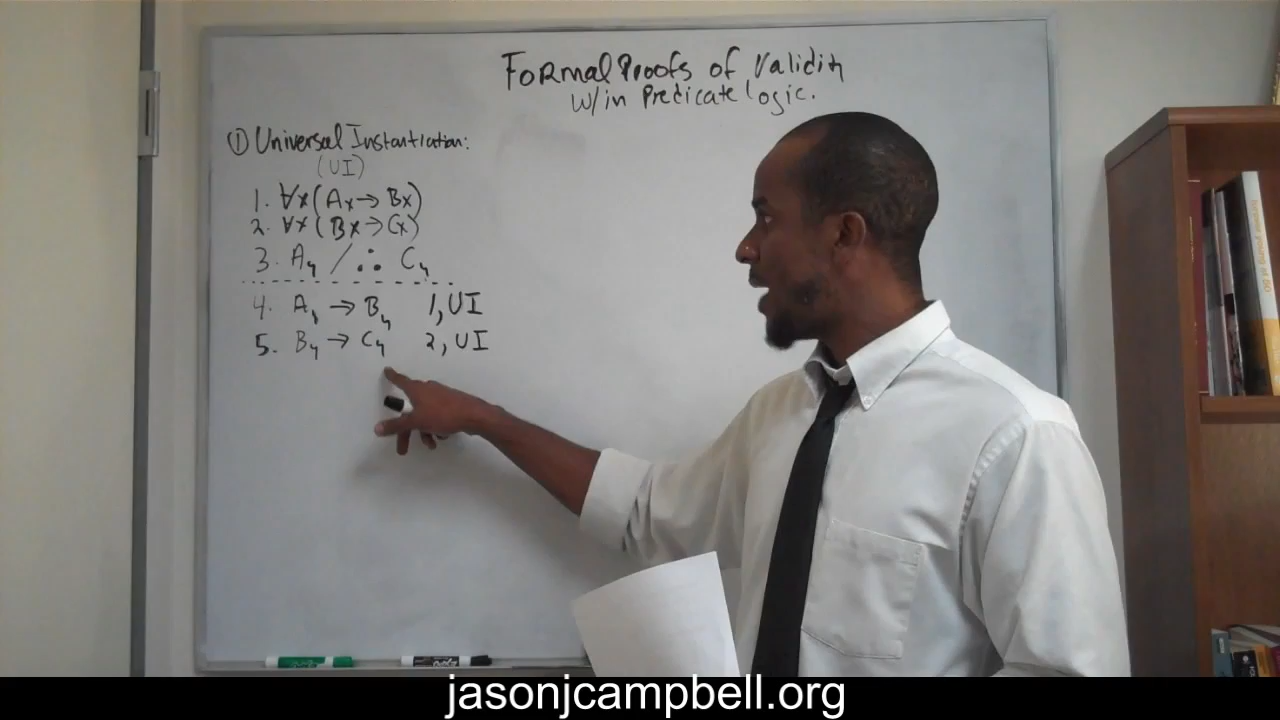 Formal Proofs of Validity
w/in Predicate logic.
① Universal Instantiation:
(UI)
1. ∀x(Ax→Bx)
2. ∀x(Bx→Cx)
3. Ay /∴ Cy
4. Ay → By 1, UI
5. By → Cy 2, UI
jasonjcampbell.org